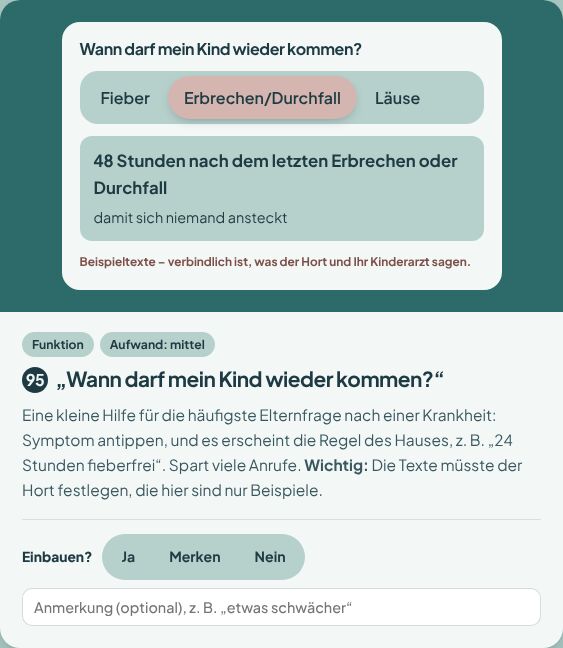 Wann darf mein Kind wieder kommen?
Fieber
Erbrechen/Durchfall
Läuse
48 Stunden nach dem letzten Erbrechen oder
Durchfall
damit sich niemand ansteckt
Beispieltexte – verbindlich ist, was der Hort und Ihr Kinderarzt sagen.
Funktion
Aufwand: mittel
95 „Wann darf mein Kind wieder kommen?“
Eine kleine Hilfe für die häufigste Elternfrage nach einer Krankheit:
Symptom antippen, und es erscheint die Regel des Hauses, z. B. „24
Stunden fieberfrei“. Spart viele Anrufe. Wichtig: Die Texte müsste der
Hort festlegen, die hier sind nur Beispiele.
Einbauen?
Ja
Merken
Nein
Anmerkung (optional), z. B. „etwas schwächer“